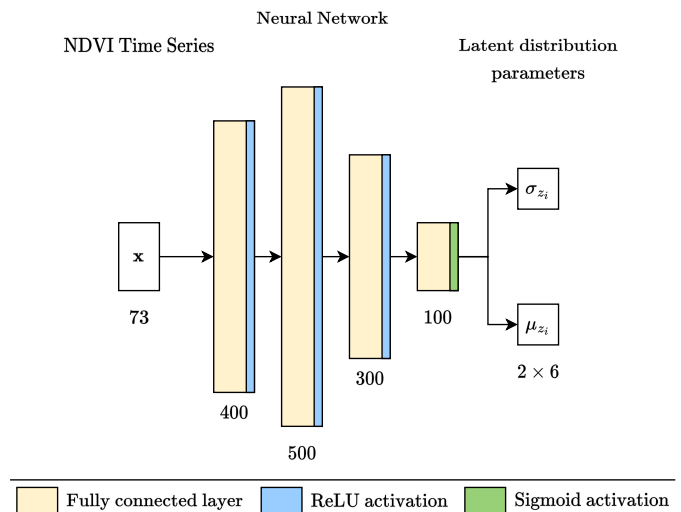 Neural Network
NDVI Time Series
Latent distribution
parameters
x
73
400
500
300
100
σ_{z_i}
μ_{z_i}
2 × 6
Fully connected layer
ReLU activation
Sigmoid activation